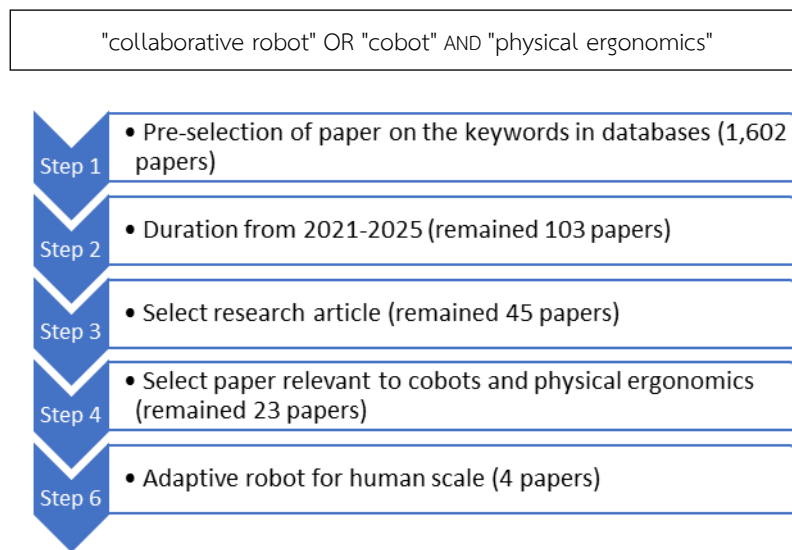 "collaborative robot" OR "cobot" AND "physical ergonomics"
Step 1
• Pre-selection of paper on the keywords in databases (1,602
papers)
Step 2
• Duration from 2021-2025 (remained 103 papers)
Step 3
• Select research article (remained 45 papers)
Step 4
• Select paper relevant to cobots and physical ergonomics
(remained 23 papers)
Step 6
• Adaptive robot for human scale (4 papers)